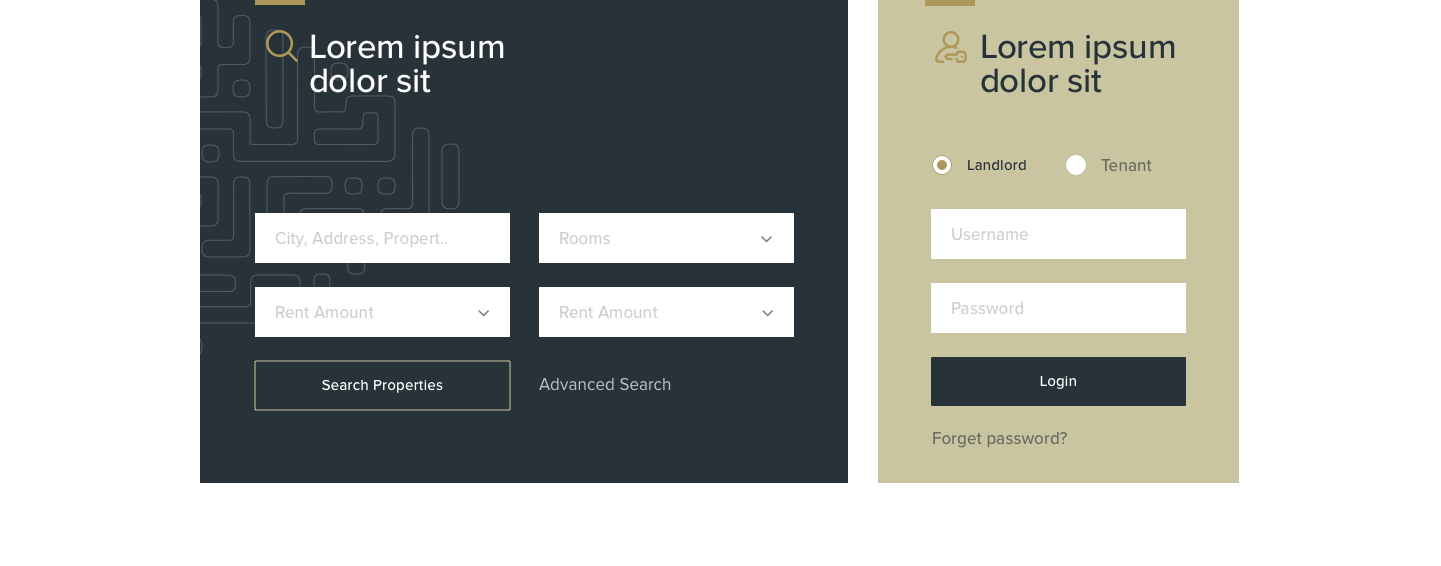 Lorem ipsum
dolor sit
City, Address, Propert..
Rooms
Rent Amount
Rent Amount
Search Properties
Advanced Search
Lorem ipsum
dolor sit
Landlord
Tenant
Username
Password
Login
Forget password?